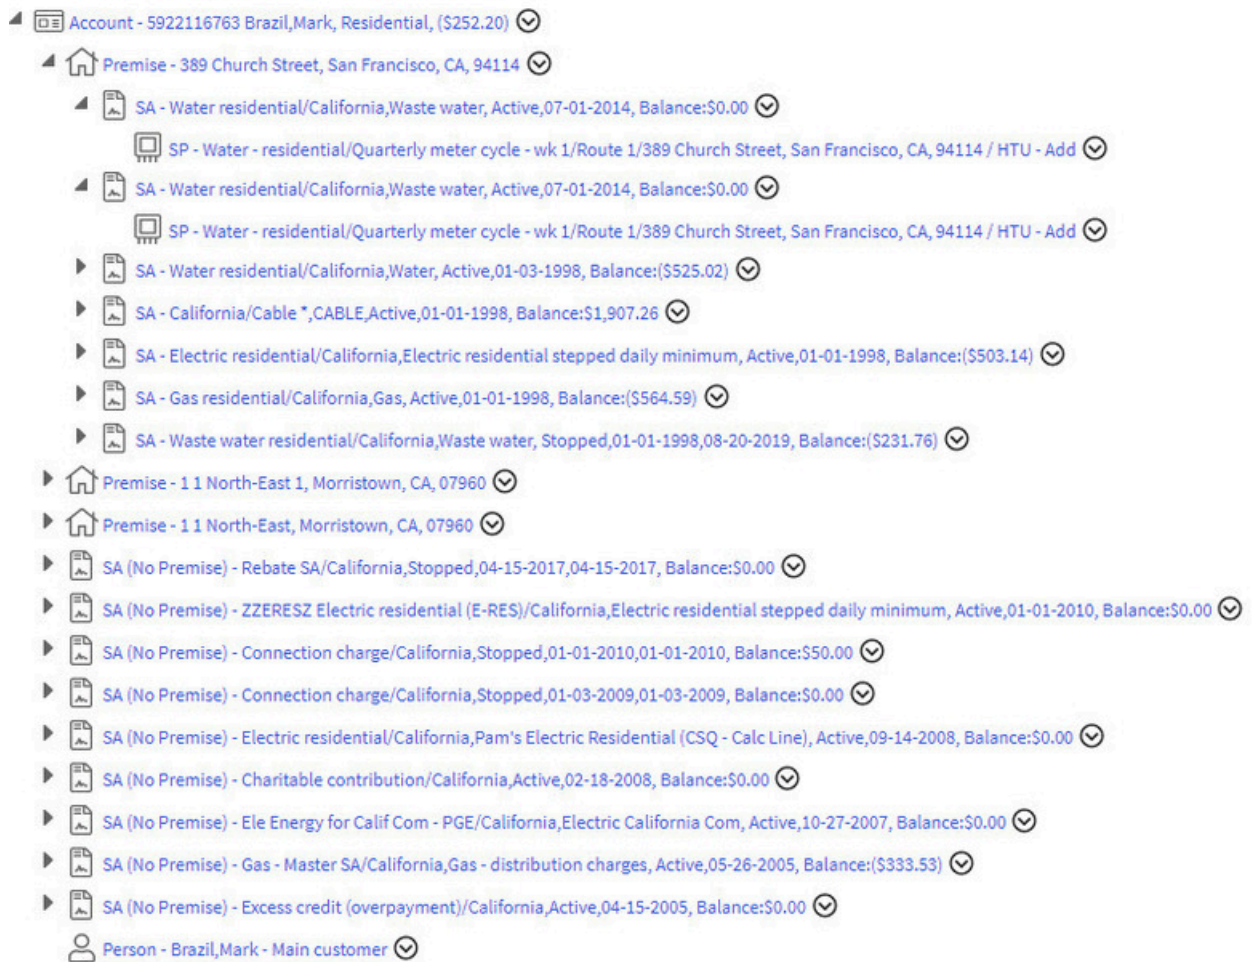 Account - 5922116763 Brazil,Mark, Residential, ($252.20)
Premise - 389 Church Street, San Francisco, CA, 94114
SA - Water residential/California,Waste water, Active,07-01-2014, Balance:$0.00
SP - Water - residential/Quarterly meter cycle - wk 1/Route 1/389 Church Street, San Francisco, CA, 94114 / HTU - Add
SA - Water residential/California,Waste water, Active,07-01-2014, Balance:$0.00
SP - Water - residential/Quarterly meter cycle - wk 1/Route 1/389 Church Street, San Francisco, CA, 94114 / HTU - Add
SA - Water residential/California,Water, Active,01-03-1998, Balance:($525.02)
SA - California/Cable *,CABLE,Active,01-01-1998, Balance:$1,907.26
SA - Electric residential/California,Electric residential stepped daily minimum, Active,01-01-1998, Balance:($503.14)
SA - Gas residential/California,Gas, Active,01-01-1998, Balance:($564.59)
SA - Waste water residential/California,Waste water, Stopped,01-01-1998,08-20-2019, Balance:($231.76)
Premise - 1 1 North-East 1, Morristown, CA, 07960
Premise - 1 1 North-East, Morristown, CA, 07960
SA (No Premise) - Rebate SA/California,Stopped,04-15-2017,04-15-2017, Balance:$0.00
SA (No Premise) - ZZERESZ Electric residential (E-RES)/California,Electric residential stepped daily minimum, Active,01-01-2010, Balance:$0.00
SA (No Premise) - Connection charge/California,Stopped,01-01-2010,01-01-2010, Balance:$50.00
SA (No Premise) - Connection charge/California,Stopped,01-03-2009,01-03-2009, Balance:$0.00
SA (No Premise) - Electric residential/California,Pam's Electric Residential (CSQ - Calc Line), Active,09-14-2008, Balance:$0.00
SA (No Premise) - Charitable contribution/California,Active,02-18-2008, Balance:$0.00
SA (No Premise) - Ele Energy for Calif Com - PGE/California,Electric California Com, Active,10-27-2007, Balance:$0.00
SA (No Premise) - Gas - Master SA/California,Gas - distribution charges, Active,05-26-2005, Balance:($333.53)
SA (No Premise) - Excess credit (overpayment)/California,Active,04-15-2005, Balance:$0.00
Person - Brazil,Mark - Main customer